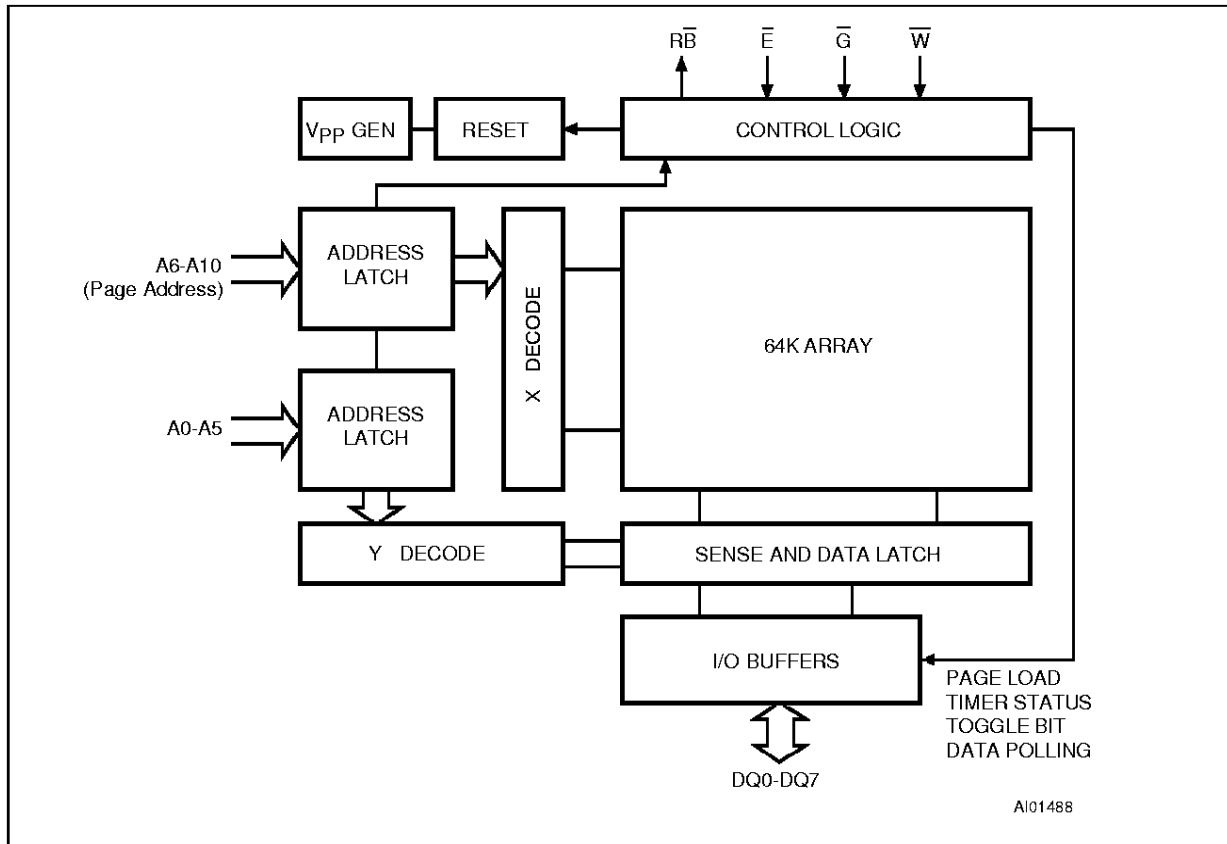 RB̅ E̅ G̅ W̅
VPP GEN
RESET
CONTROL LOGIC
A6-A10
(Page Address)
ADDRESS
LATCH
X DECODE
64K ARRAY
A0-A5
ADDRESS
LATCH
Y DECODE
SENSE AND DATA LATCH
I/O BUFFERS
PAGE LOAD
TIMER STATUS
TOGGLE BIT
DATA POLLING
DQ0-DQ7
AI01488